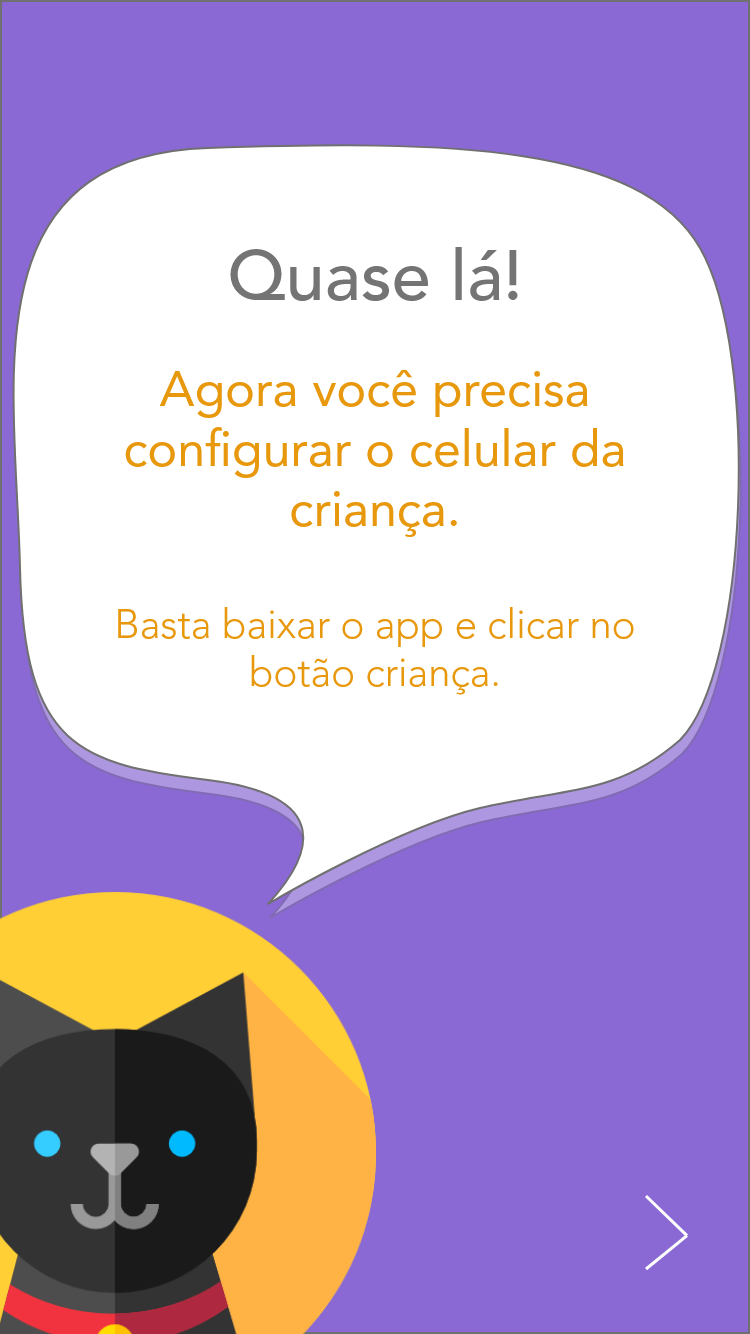 Quase lá!
Agora você precisa
configurar o celular da
criança.
Basta baixar o app e clicar no
botão criança.